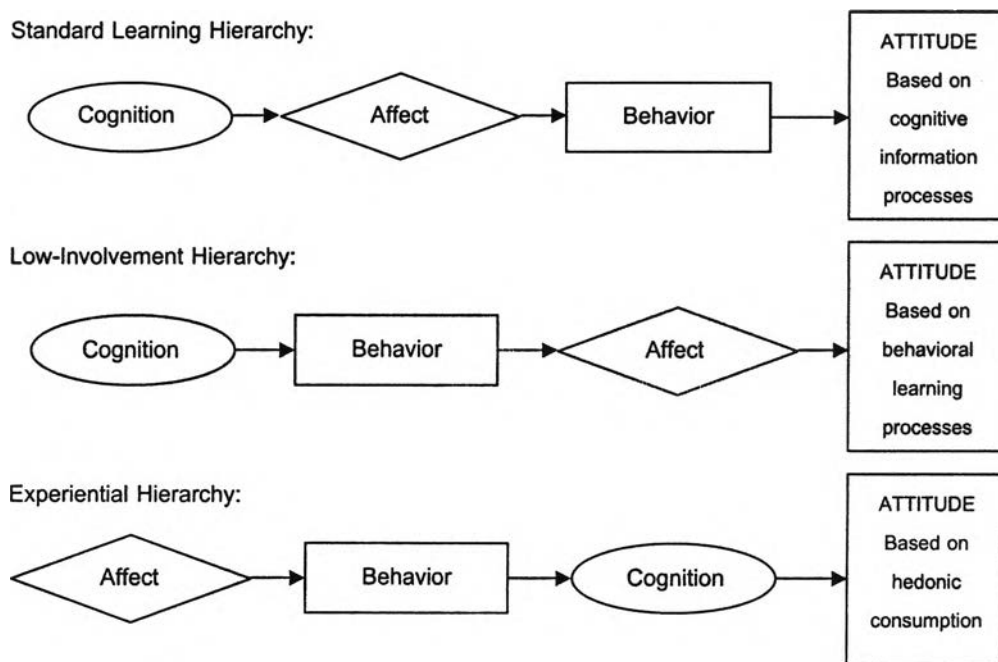 Standard Learning Hierarchy:
Cognition
Affect
Behavior
ATTITUDE
Based on
cognitive
information
processes
Low-Involvement Hierarchy:
Cognition
Behavior
Affect
ATTITUDE
Based on
behavioral
learning
processes
Experiential Hierarchy:
Affect
Behavior
Cognition
ATTITUDE
Based on
hedonic
consumption